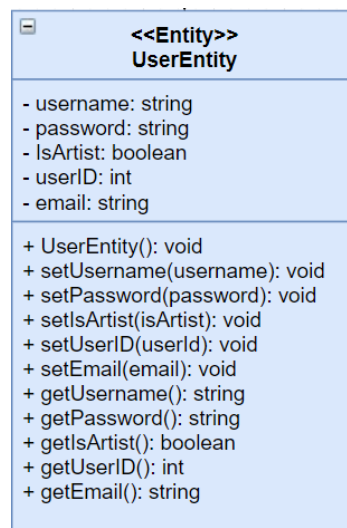 <<Entity>>
UserEntity
- username: string
- password: string
- IsArtist: boolean
- userID: int
- email: string
+ UserEntity(): void
+ setUsername(username): void
+ setPassword(password): void
+ setIsArtist(isArtist): void
+ setUserID(userId): void
+ setEmail(email): void
+ getUsername(): string
+ getPassword(): string
+ getIsArtist(): boolean
+ getUserID(): int
+ getEmail(): string